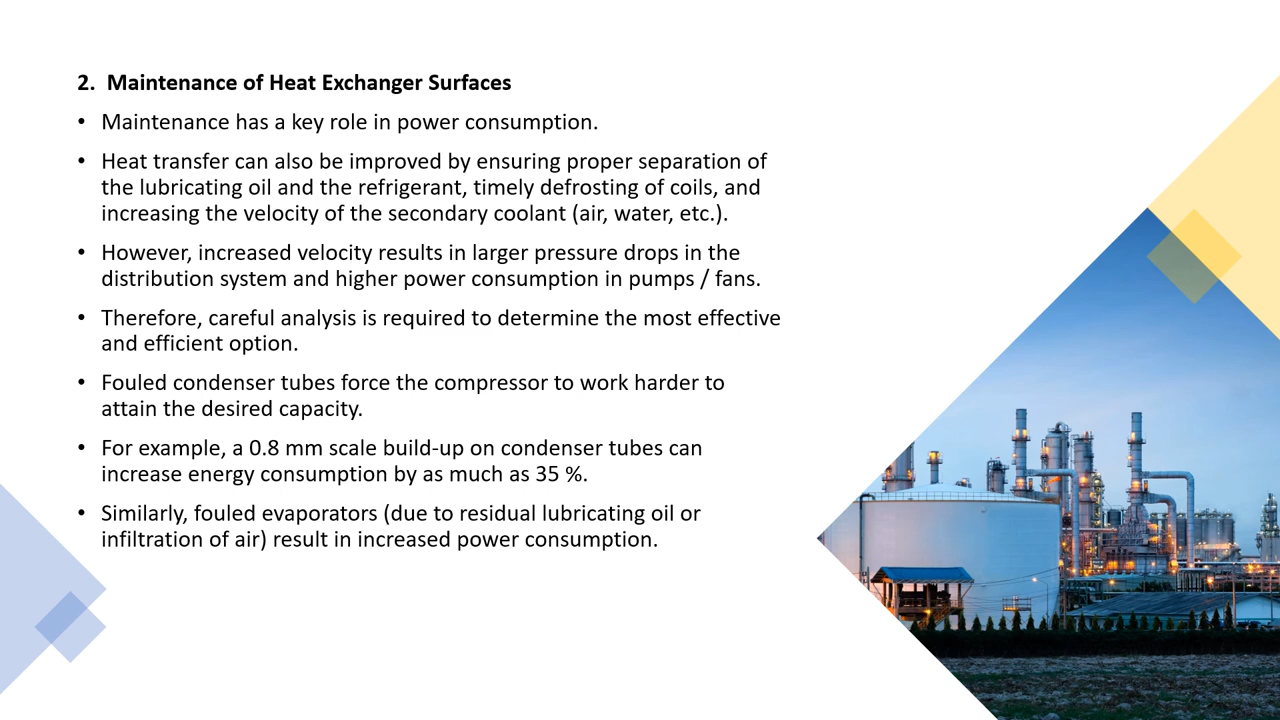 2. Maintenance of Heat Exchanger Surfaces
• Maintenance has a key role in power consumption.
• Heat transfer can also be improved by ensuring proper separation of
the lubricating oil and the refrigerant, timely defrosting of coils, and
increasing the velocity of the secondary coolant (air, water, etc.).
• However, increased velocity results in larger pressure drops in the
distribution system and higher power consumption in pumps / fans.
• Therefore, careful analysis is required to determine the most effective
and efficient option.
• Fouled condenser tubes force the compressor to work harder to
attain the desired capacity.
• For example, a 0.8 mm scale build-up on condenser tubes can
increase energy consumption by as much as 35 %.
• Similarly, fouled evaporators (due to residual lubricating oil or
infiltration of air) result in increased power consumption.